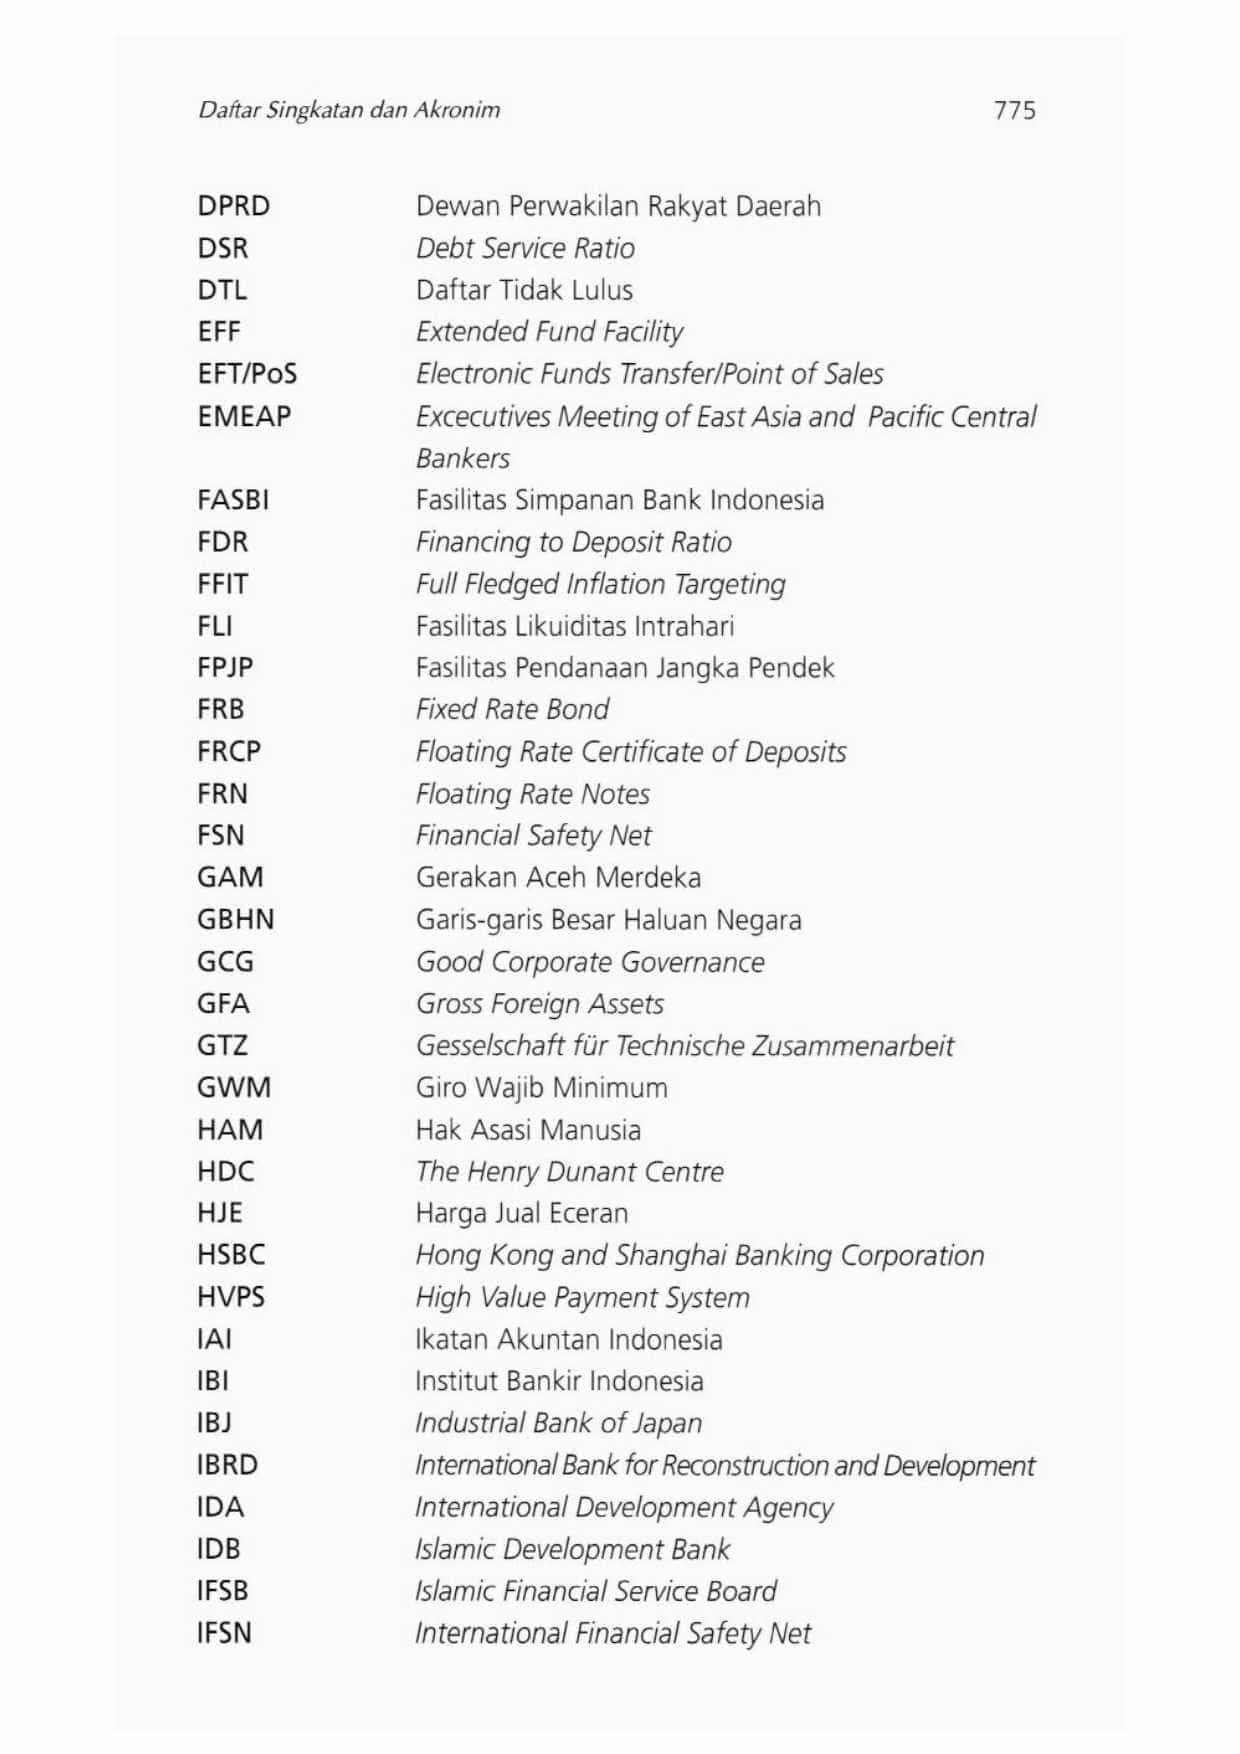 Daftar Singkatan dan Akronim 775
DPRD Dewan Perwakilan Rakyat Daerah
DSR Debt Service Ratio
DTL Daftar Tidak Lulus
EFF Extended Fund Facility
EFT/PoS Electronic Funds Transfer/Point of Sales
EMEAP Excecutives Meeting of East Asia and Pacific Central
Bankers
FASBI Fasilitas Simpanan Bank Indonesia
FDR Financing to Deposit Ratio
FFIT Full Fledged Inflation Targeting
FLI Fasilitas Likuiditas Intrahari
FPJP Fasilitas Pendanaan Jangka Pendek
FRB Fixed Rate Bond
FRCP Floating Rate Certificate of Deposits
FRN Floating Rate Notes
FSN Financial Safety Net
GAM Gerakan Aceh Merdeka
GBHN Garis-garis Besar Haluan Negara
GCG Good Corporate Governance
GFA Gross Foreign Assets
GTZ Gesselschaft für Technische Zusammenarbeit
GWM Giro Wajib Minimum
HAM Hak Asasi Manusia
HDC The Henry Dunant Centre
HJE Harga Jual Eceran
HSBC Hong Kong and Shanghai Banking Corporation
HVPS High Value Payment System
IAI Ikatan Akuntan Indonesia
IBI Institut Bankir Indonesia
IBJ Industrial Bank of Japan
IBRD International Bank for Reconstruction and Development
IDA International Development Agency
IDB Islamic Development Bank
IFSB Islamic Financial Service Board
IFSN International Financial Safety Net